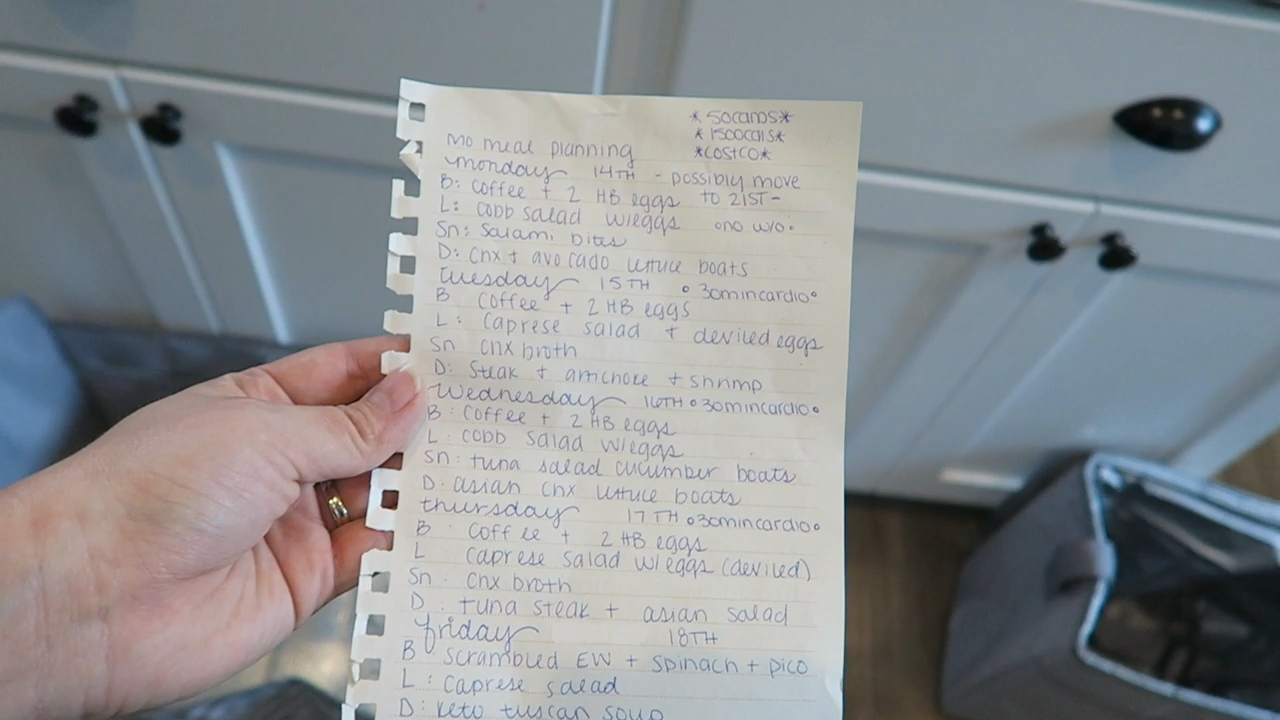 *50carbs*
*1500cals*
*COSTCO*
MO meal planning
monday 14TH - possibly move
B: coffee + 2 HB eggs to 21ST-
L: cobb salad w/eggs ono w/o.
Sn: Salami bites
D: chx + avocado lettuce boats
tuesday 15TH o 30mincardio o
B coffee + 2 HB eggs
L: caprese salad + deviled eggs
Sn chx broth
D: Steak + artichoke + shrimp
Wednesday 16TH o 30mincardio o
B: coffee + 2 HB eggs
L: cobb salad w/eggs
Sn: tuna salad cucumber boats
D: asian chx lettuce boats
thursday 17TH o 30mincardio o
B: coffee + 2 HB eggs
L caprese salad w/eggs (deviled)
Sn: chx broth
D: tuna steak + asian salad
friday 18TH
B scrambled EW + spinach + pico
L: caprese salad
D: keto tuscan soup